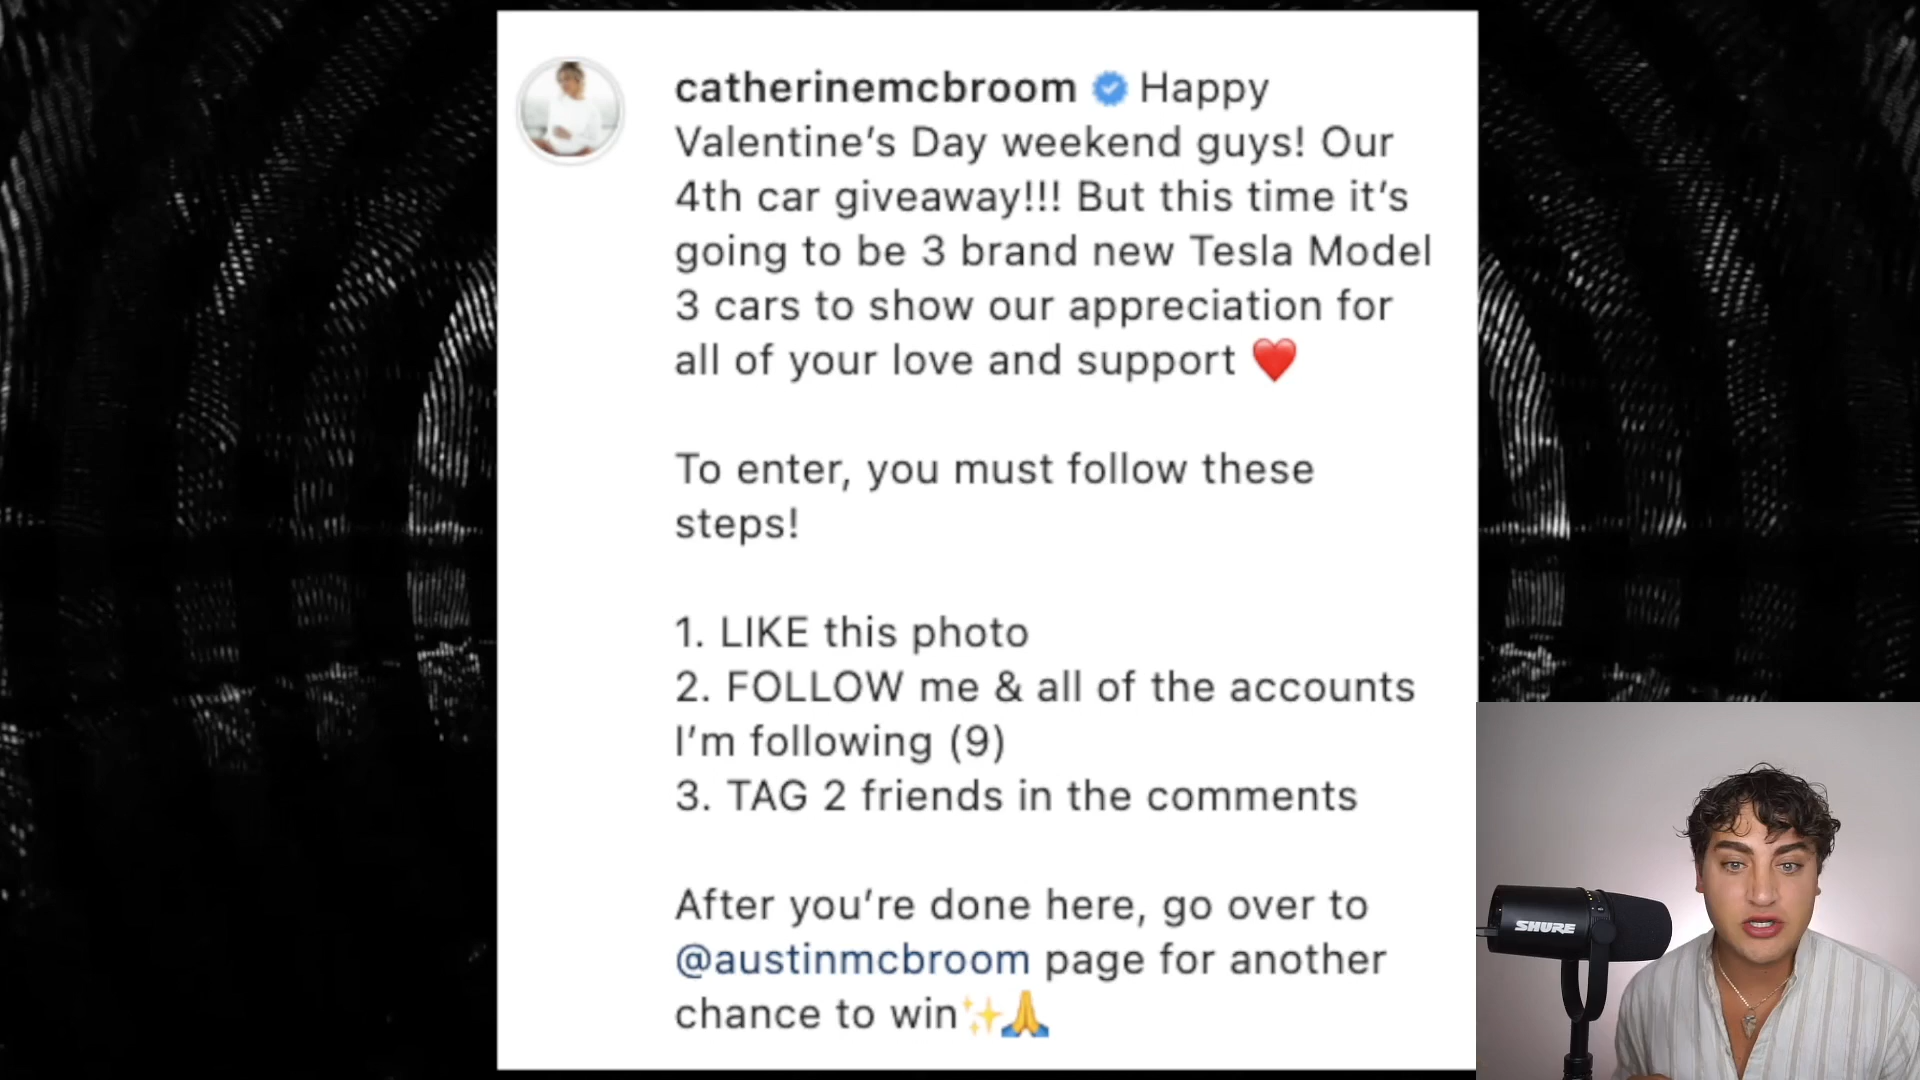 catherinemcbroom Happy
Valentine's Day weekend guys! Our
4th car giveaway!!! But this time it's
going to be 3 brand new Tesla Model
3 cars to show our appreciation for
all of your love and support ❤️
To enter, you must follow these
steps!
1. LIKE this photo
2. FOLLOW me & all of the accounts
I'm following (9)
3. TAG 2 friends in the comments
After you're done here, go over to
@austinmcbroom page for another
chance to win✨🙏
SHURE